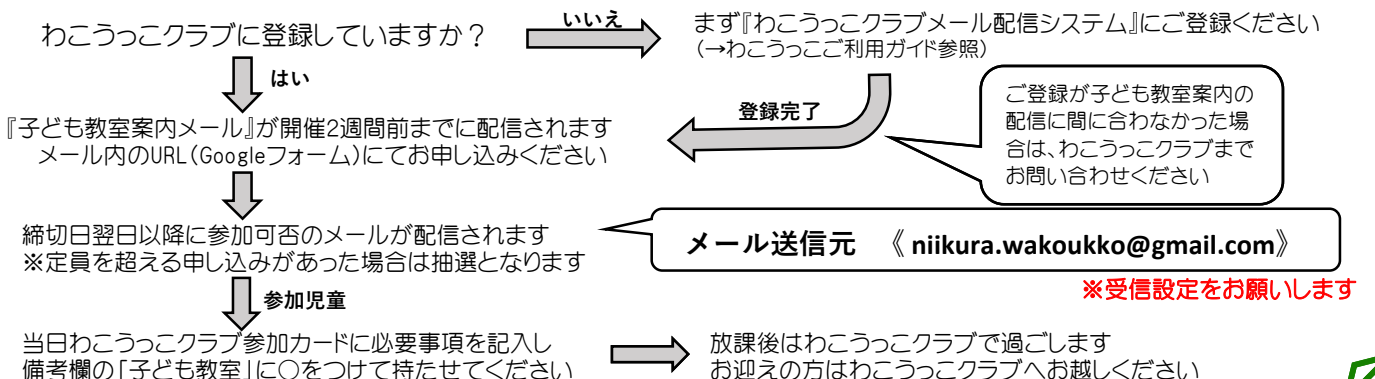 わこうっこクラブに登録していますか？
いいえ
まず『わこうっこクラブメール配信システム』にご登録ください
（→わこうっこご利用ガイド参照）
はい
登録完了
ご登録が子ども教室案内の
配信に間に合わなかった場
合は、わこうっこクラブまで
お問い合わせください
『子ども教室案内メール』が開催2週間前までに配信されます
メール内のURL（Googleフォーム）にてお申し込みください
締切日翌日以降に参加可否のメールが配信されます
※定員を超える申し込みがあった場合は抽選となります
メール送信元　《 niikura.wakoukko@gmail.com》
※受信設定をお願いします
参加児童
当日わこうっこクラブ参加カードに必要事項を記入し
備考欄の「子ども教室」に○をつけて持たせてください
放課後はわこうっこクラブで過ごします
お迎えの方はわこうっこクラブへお越しください